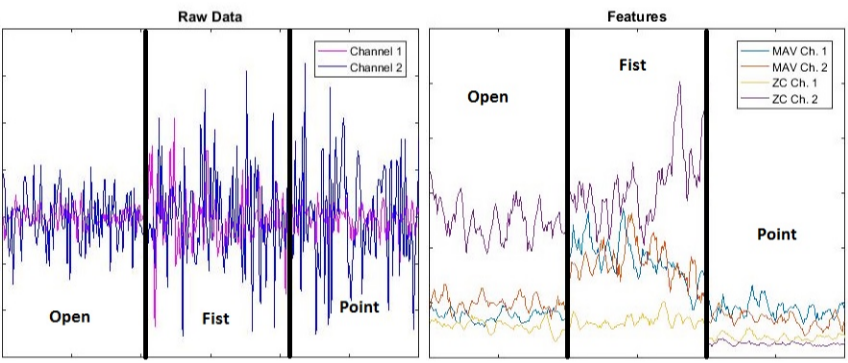 Raw Data
Channel 1
Channel 2
Open
Fist
Point
Features
MAV Ch. 1
MAV Ch. 2
ZC Ch. 1
ZC Ch. 2
Open
Fist
Point